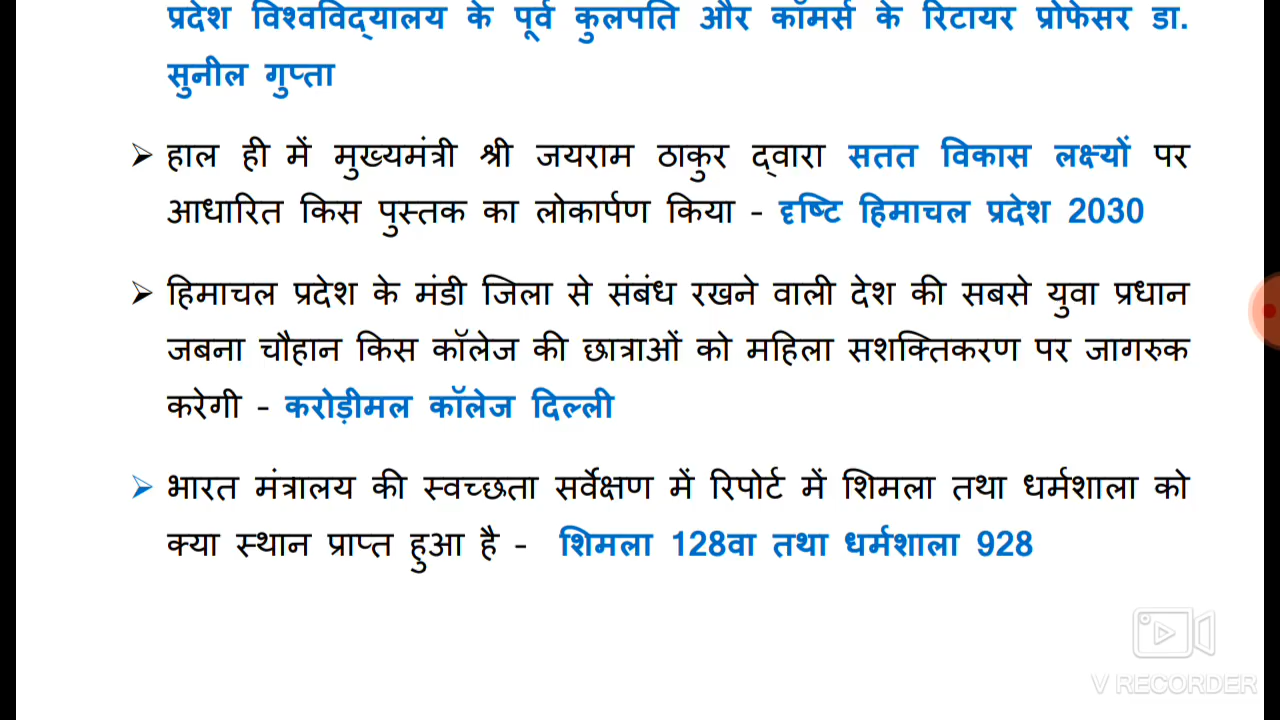 प्रदेश विश्वविद्यालय के पूर्व कुलपति और कॉमर्स के रिटायर प्रोफेसर डा.
सुनील गुप्ता
➢ हाल ही में मुख्यमंत्री श्री जयराम ठाकुर द्वारा सतत विकास लक्ष्यों पर
आधारित किस पुस्तक का लोकार्पण किया - दृष्टि हिमाचल प्रदेश 2030
➢ हिमाचल प्रदेश के मंडी जिला से संबंध रखने वाली देश की सबसे युवा प्रधान
जबना चौहान किस कॉलेज की छात्राओं को महिला सशक्तिकरण पर जागरुक
करेगी - करोड़ीमल कॉलेज दिल्ली
➢ भारत मंत्रालय की स्वच्छता सर्वेक्षण में रिपोर्ट में शिमला तथा धर्मशाला को
क्या स्थान प्राप्त हुआ है - शिमला 128वा तथा धर्मशाला 928
V RECORDER